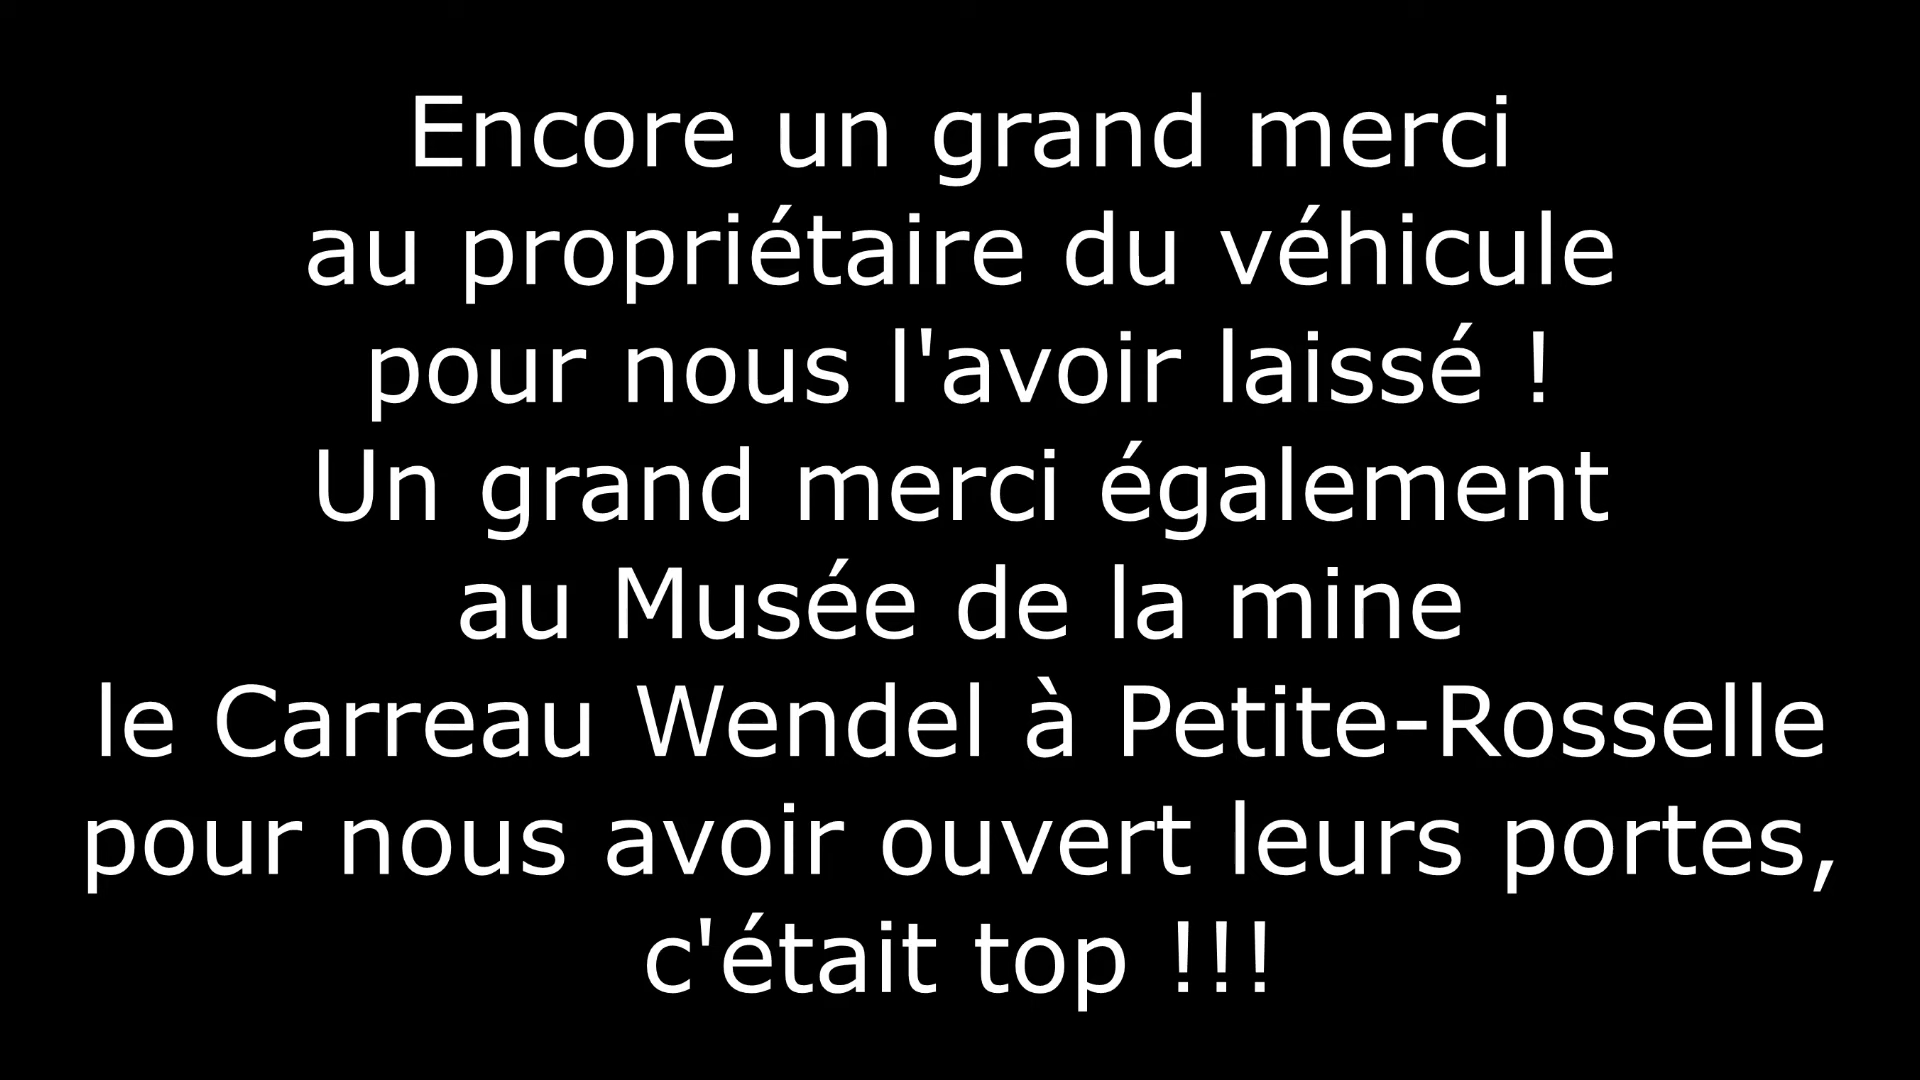 Encore un grand merci
au propriétaire du véhicule
pour nous l'avoir laissé !
Un grand merci également
au Musée de la mine
le Carreau Wendel à Petite-Rosselle
pour nous avoir ouvert leurs portes,
c'était top !!!